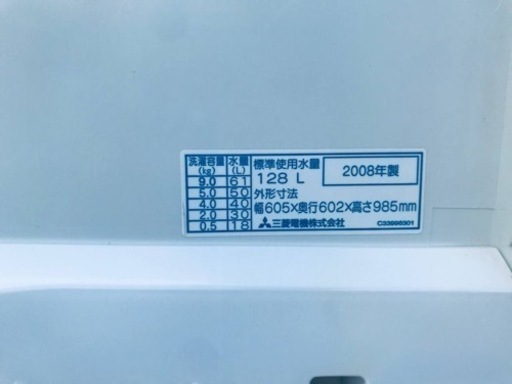 洗濯容量 水量
(kg) (L)
9.0 61
5.0 50
4.0 40
2.0 30
0.5 18
標準使用水量
128 L
2008年製
外形寸法
幅605×奥行602×高さ985mm
三菱電機株式会社